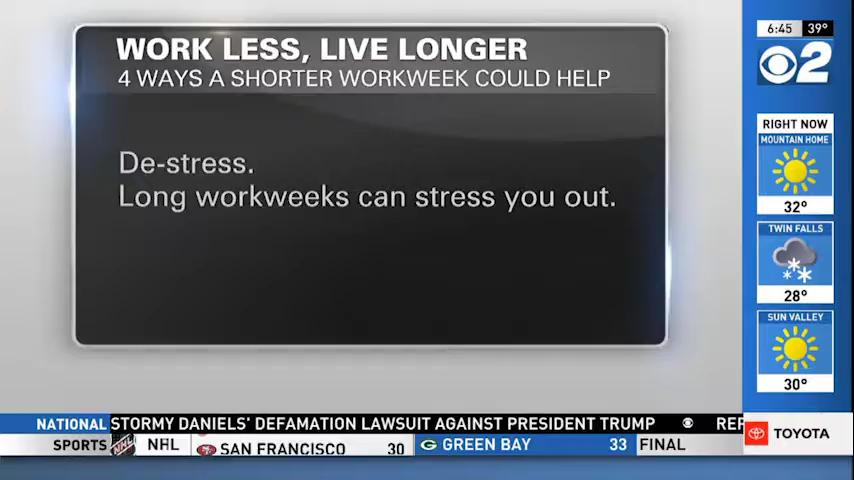 WORK LESS, LIVE LONGER
4 WAYS A SHORTER WORKWEEK COULD HELP
De-stress.
Long workweeks can stress you out.
6:45 39°
2
RIGHT NOW
MOUNTAIN HOME
32°
TWIN FALLS
28°
SUN VALLEY
30°
NATIONAL STORMY DANIELS' DEFAMATION LAWSUIT AGAINST PRESIDENT TRUMP
SPORTS NHL NHL SAN FRANCISCO 30 G GREEN BAY 33 FINAL
TOYOTA